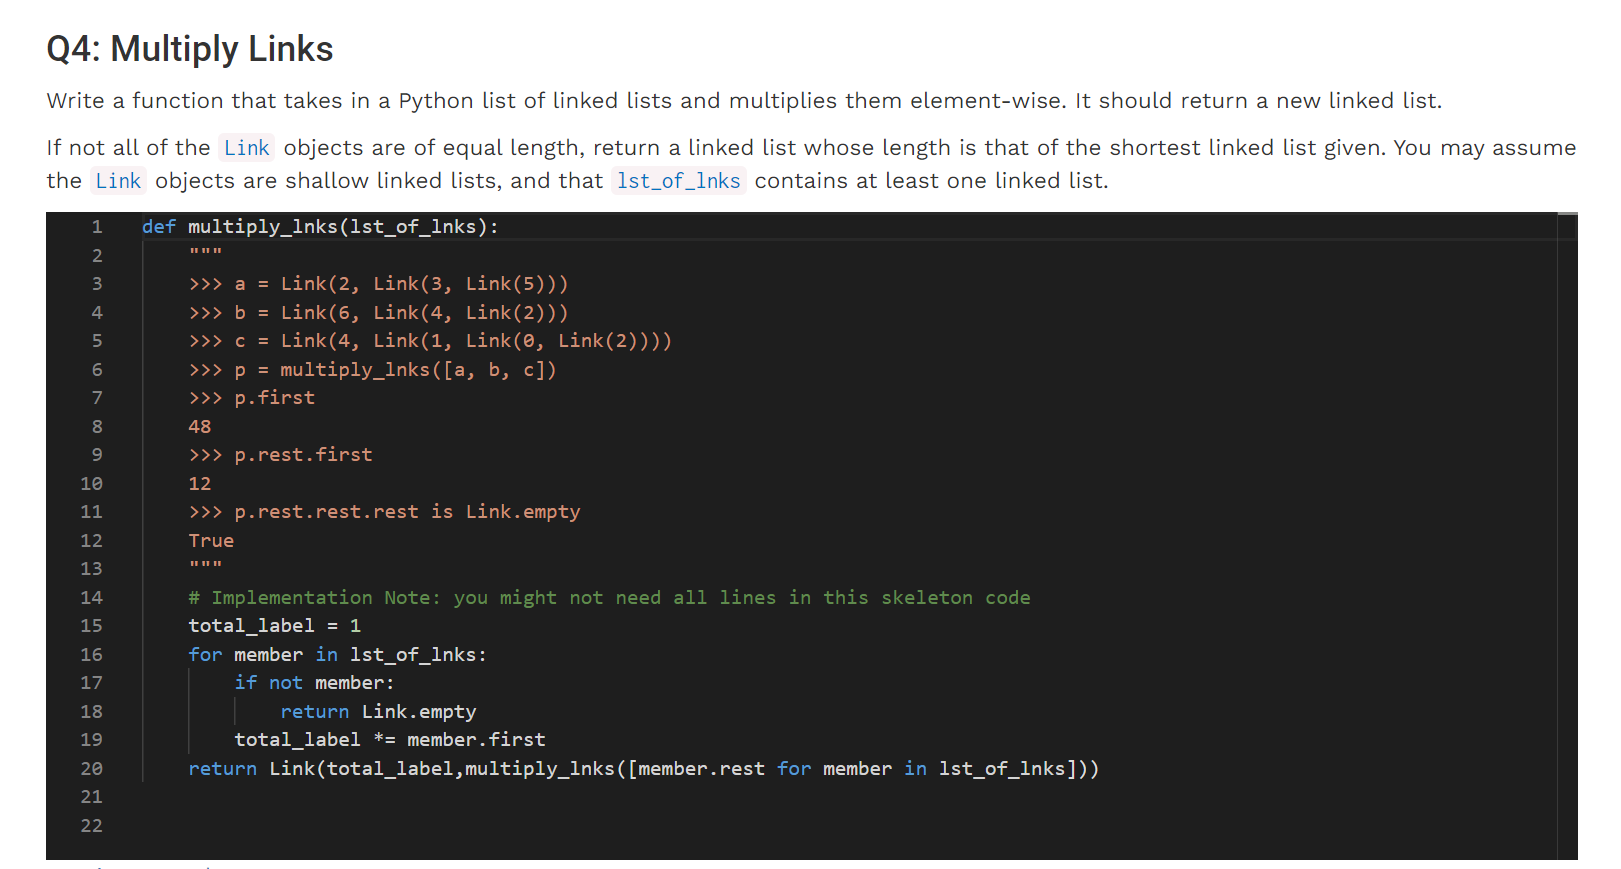 Q4: Multiply Links
Write a function that takes in a Python list of linked lists and multiplies them element-wise. It should return a new linked list.
If not all of the Link objects are of equal length, return a linked list whose length is that of the shortest linked list given. You may assume
the Link objects are shallow linked lists, and that lst_of_lnks contains at least one linked list.
1 def multiply_lnks(lst_of_lnks):
2 """
3 >>> a = Link(2, Link(3, Link(5)))
4 >>> b = Link(6, Link(4, Link(2)))
5 >>> c = Link(4, Link(1, Link(0, Link(2))))
6 >>> p = multiply_lnks([a, b, c])
7 >>> p.first
8 48
9 >>> p.rest.first
10 12
11 >>> p.rest.rest.rest is Link.empty
12 True
13 """
14 # Implementation Note: you might not need all lines in this skeleton code
15 total_label = 1
16 for member in lst_of_lnks:
17 if not member:
18 return Link.empty
19 total_label *= member.first
20 return Link(total_label,multiply_lnks([member.rest for member in lst_of_lnks]))
21
22